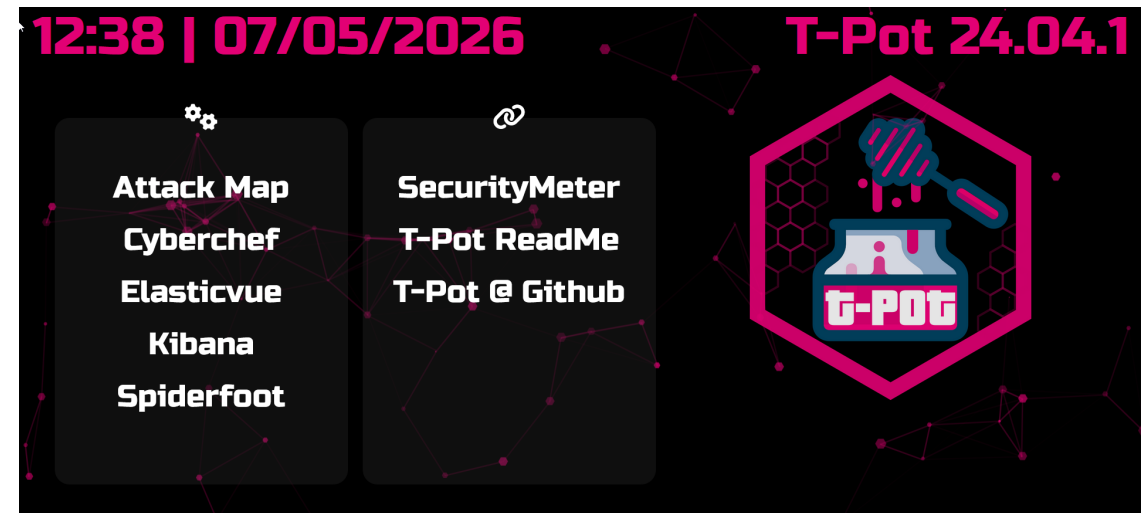 12:38 | 07/05/2026
T-Pot 24.04.1
Attack Map
Cyberchef
Elasticvue
Kibana
Spiderfoot
SecurityMeter
T-Pot ReadMe
T-Pot @ Github
t-pot